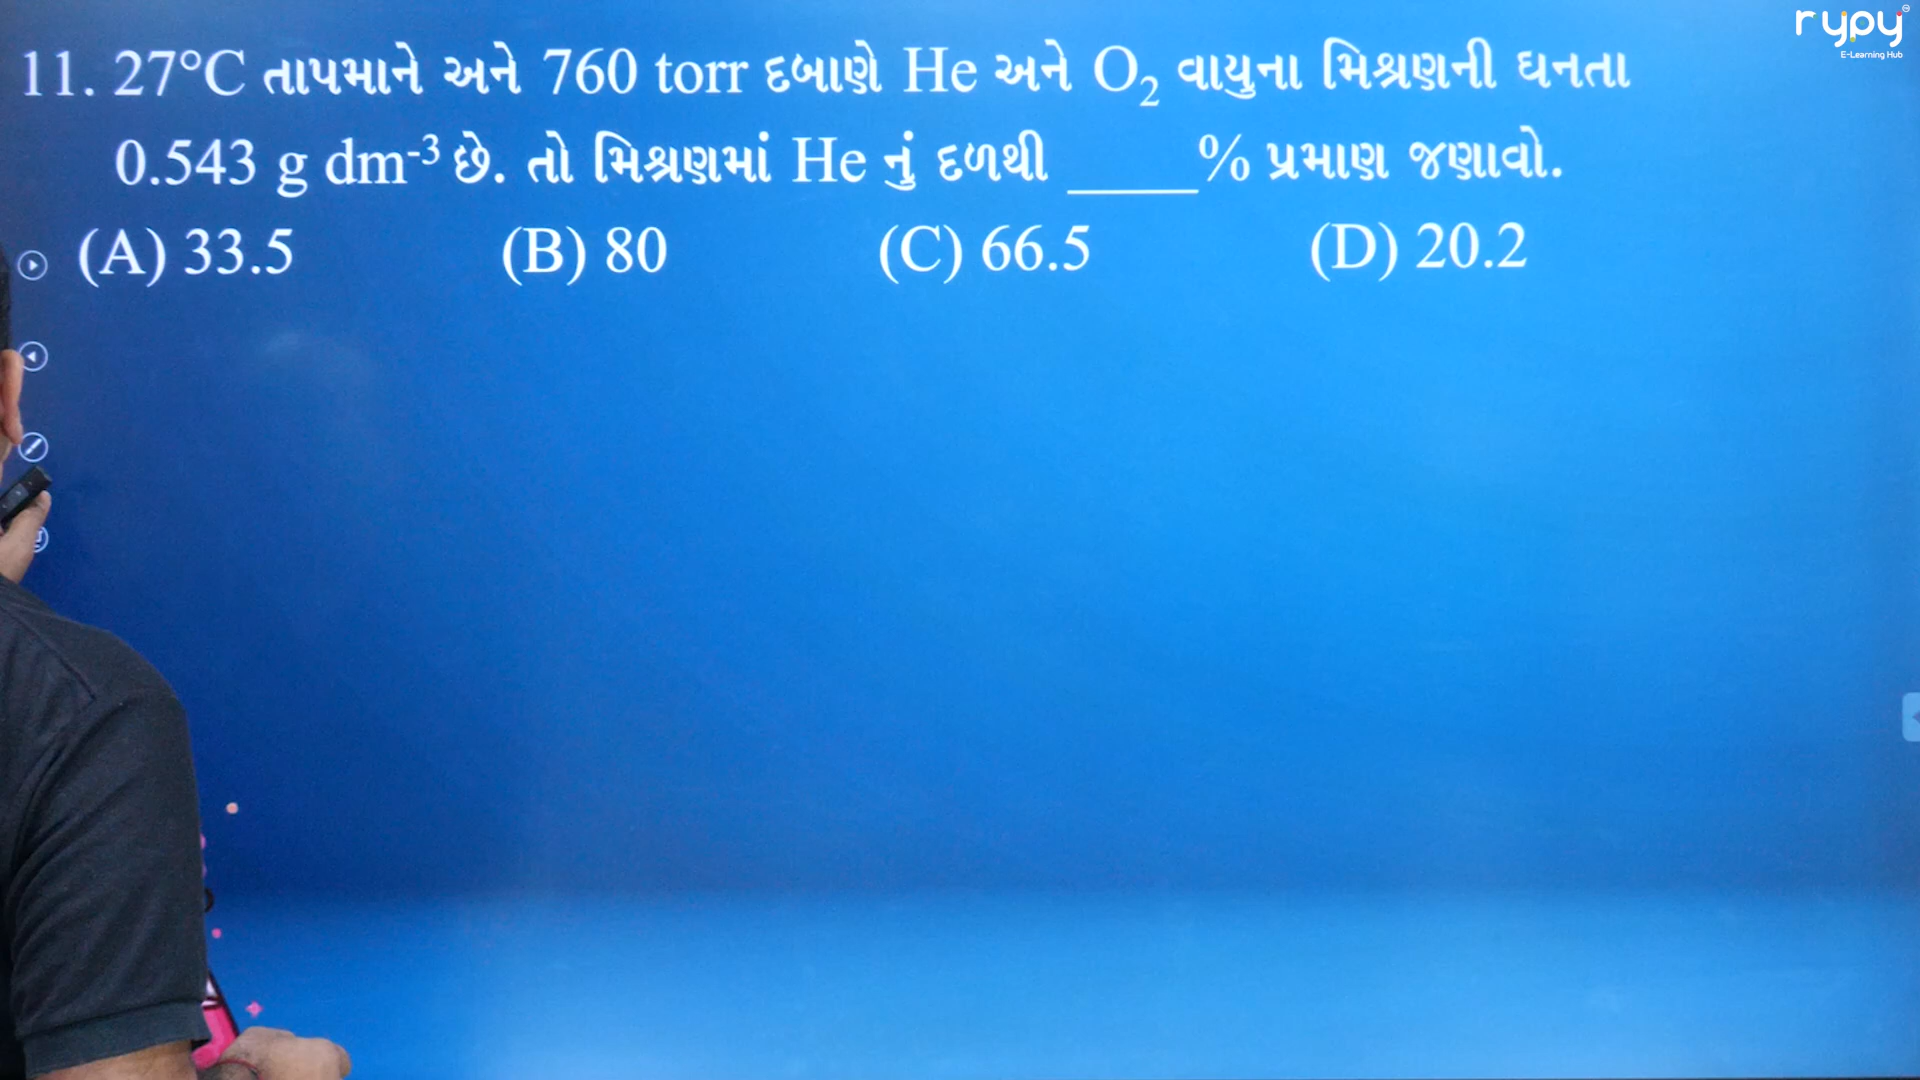 rypy
E-Learning Hub
11. 27°C તાપમાને અને 760 torr દબાણે He અને O₂ વાયુના મિશ્રણની ઘનતા
0.543 g dm⁻³ છે. તો મિશ્રણમાં He નું દળથી _____% પ્રમાણ જણાવો.
(A) 33.5 (B) 80 (C) 66.5 (D) 20.2